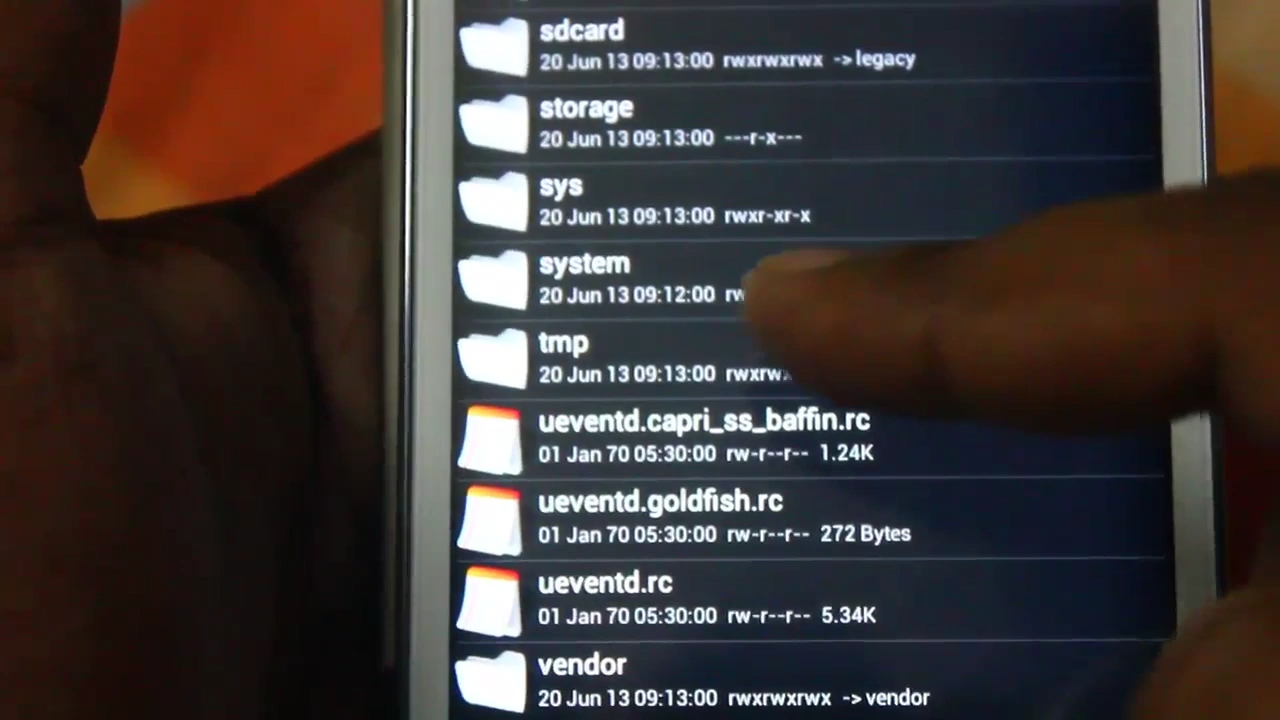 sdcard
20 Jun 13 09:13:00 rwxrwxrwx -> legacy
storage
20 Jun 13 09:13:00 ---r-x---
sys
20 Jun 13 09:13:00 rwxr-xr-x
system
20 Jun 13 09:12:00
tmp
20 Jun 13 09:13:00
ueventd.capri_ss_baffin.rc
01 Jan 70 05:30:00 rw-r--r-- 1.24K
ueventd.goldfish.rc
01 Jan 70 05:30:00 rw-r--r-- 272 Bytes
ueventd.rc
01 Jan 70 05:30:00 rw-r--r-- 5.34K
vendor
20 Jun 13 09:13:00 rwxrwxrwx -> vendor